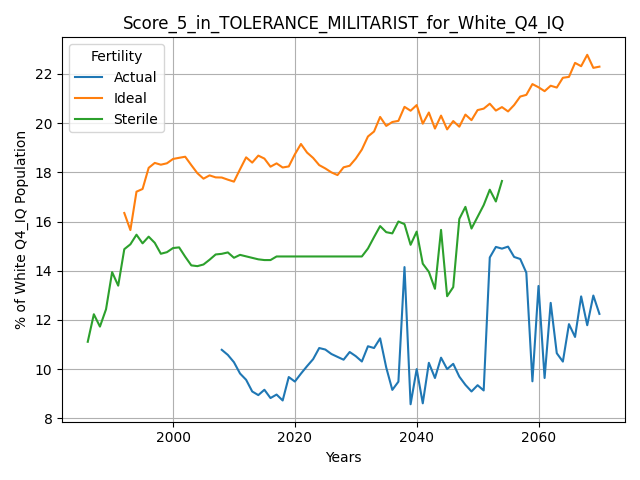 Score_5_in_TOLERANCE_MILITARIST_for_White_Q4_IQ
Fertility
Actual
Ideal
Sterile
% of White Q4_IQ Population
22
20
18
16
14
12
10
8
2000 2020 2040 2060
Years